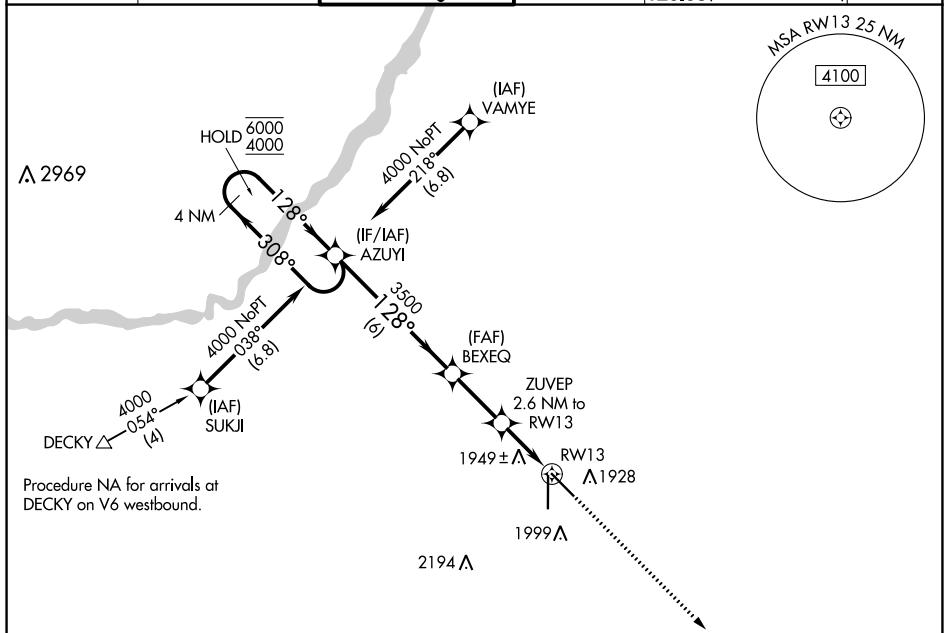 MSA RW13 25 NM
4100
(IAF)
VAMYE
HOLD 6000
4000
4000 NoPT
218°
(6.8)
2969
4 NM
128°
308°
(IF/IAF)
AZUYI
3500
128°
(6)
4000 NoPT
038°
(6.8)
(FAF)
BEXEQ
(IAF)
SUKJI
4000
054°
(4)
DECKY
ZUVEP
2.6 NM to
RW13
1949±
RW13
1928
Procedure NA for arrivals at
DECKY on V6 westbound.
1999
2194